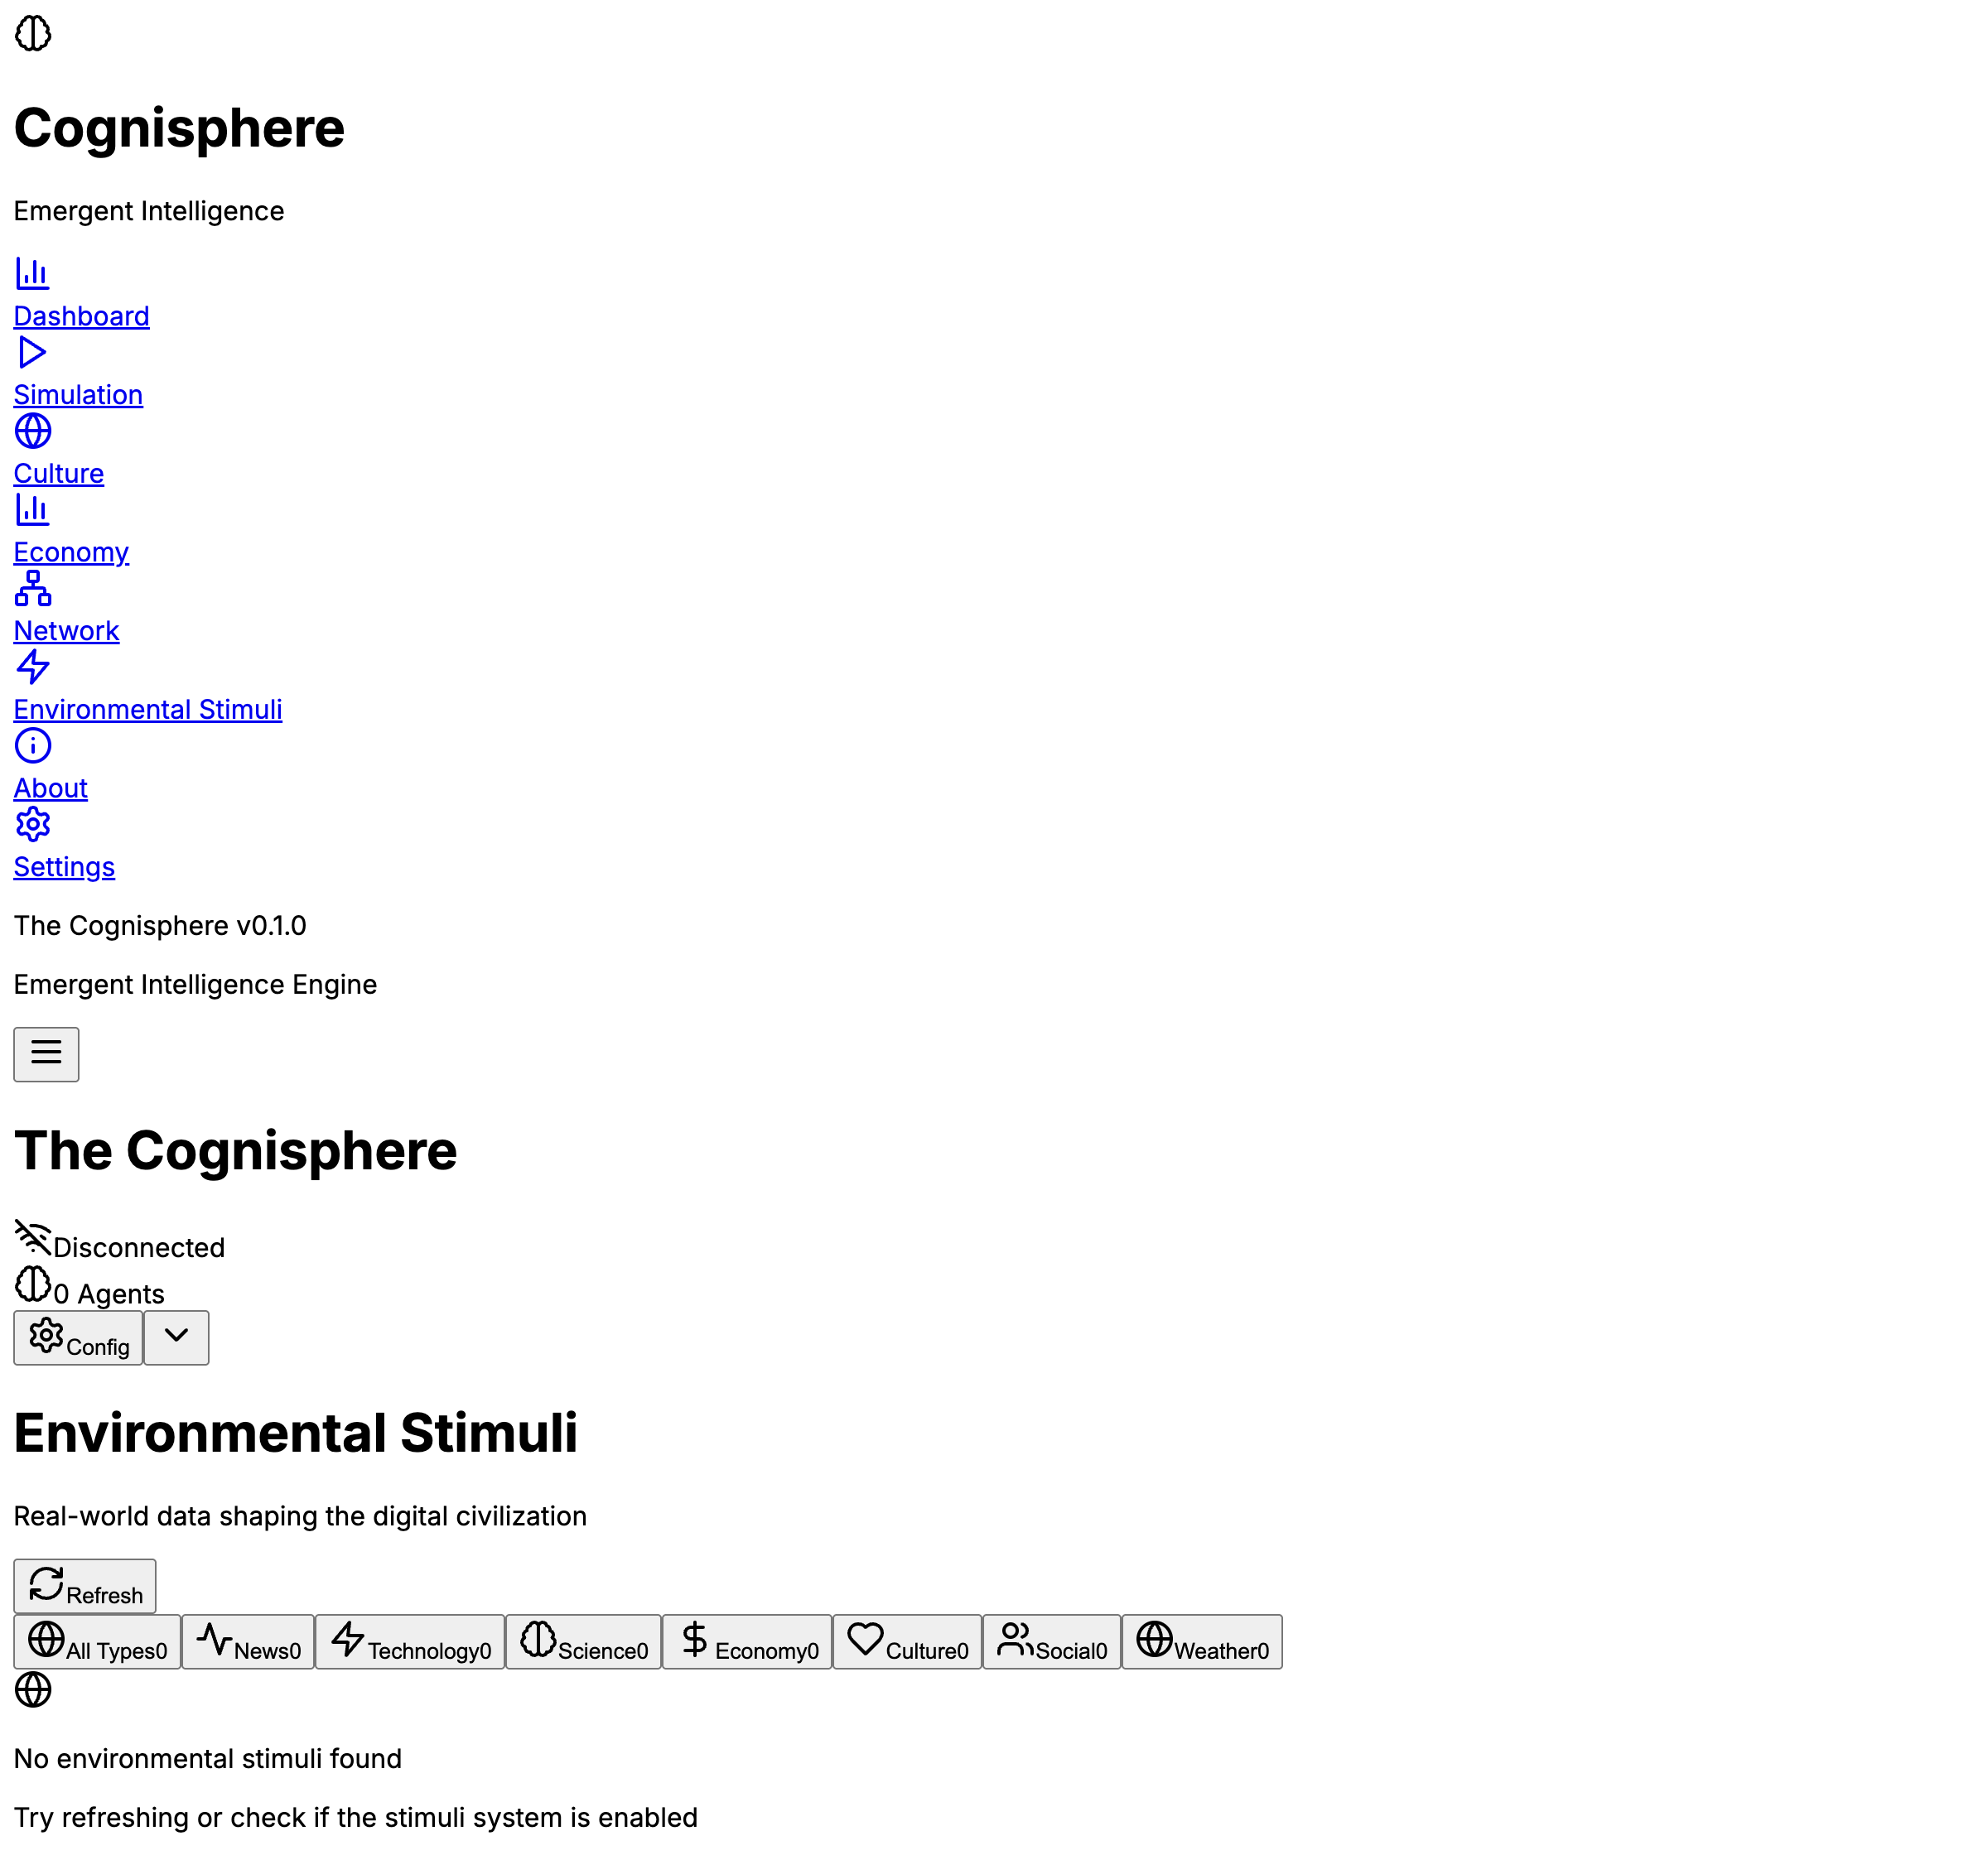 Cognisphere
Emergent Intelligence
Dashboard
Simulation
Culture
Economy
Network
Environmental Stimuli
About
Settings
The Cognisphere v0.1.0
Emergent Intelligence Engine
The Cognisphere
Disconnected
0 Agents
Config
Environmental Stimuli
Real-world data shaping the digital civilization
Refresh
All Types0 News0 Technology0 Science0 Economy0 Culture0 Social0 Weather0
No environmental stimuli found
Try refreshing or check if the stimuli system is enabled